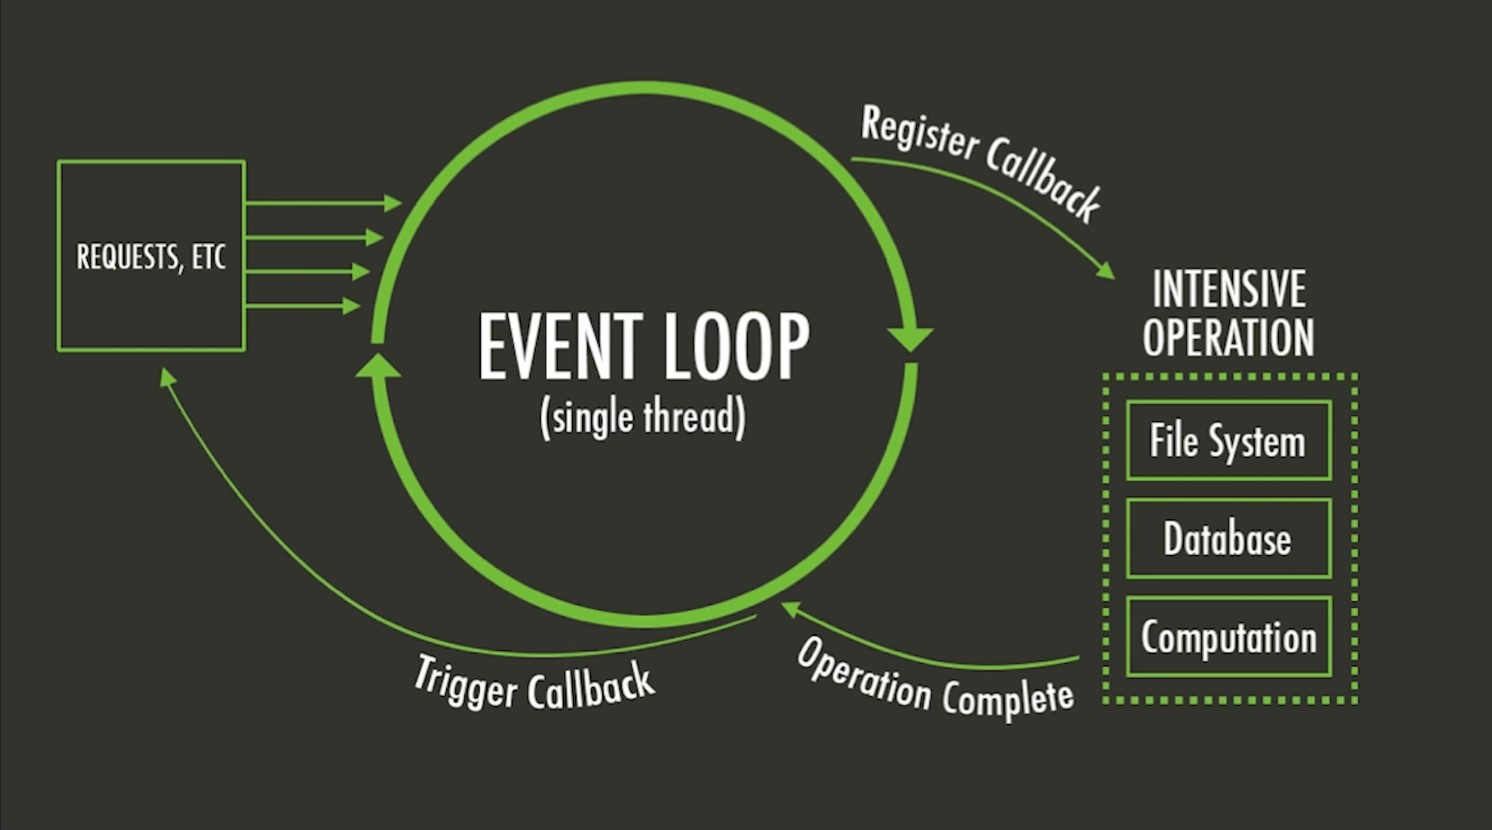 Register Callback
REQUESTS, ETC
INTENSIVE
OPERATION
EVENT LOOP
(single thread)
File System
Database
Computation
Operation Complete
Trigger Callback